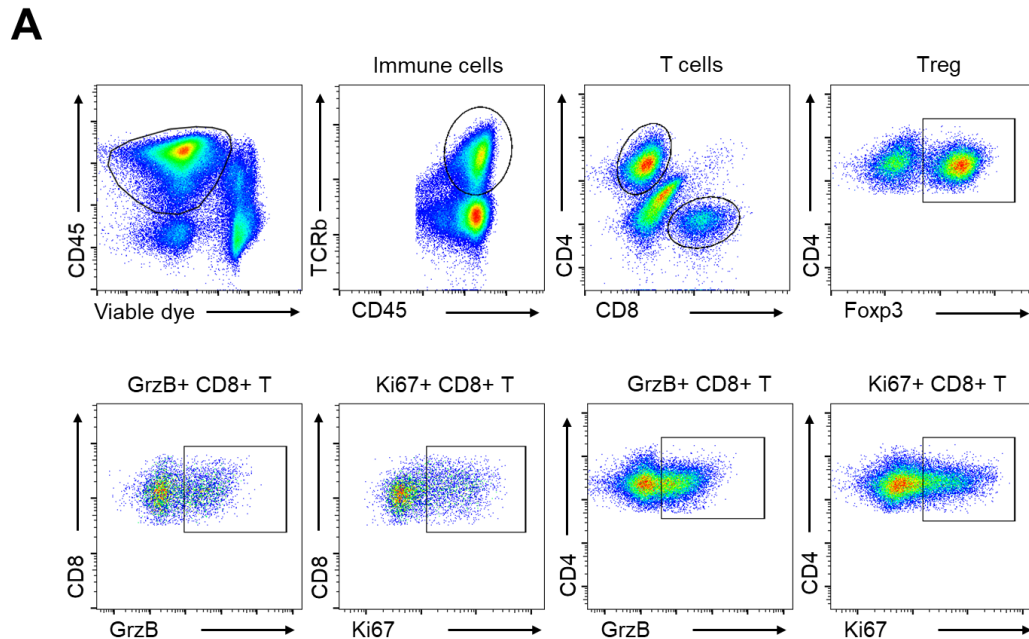 A
Immune cells
T cells
Treg
CD45
TCRb
CD4
CD4
Viable dye
CD45
CD8
Foxp3
GrzB+ CD8+ T
Ki67+ CD8+ T
GrzB+ CD8+ T
Ki67+ CD8+ T
CD8
CD8
CD4
CD4
GrzB
Ki67
GrzB
Ki67